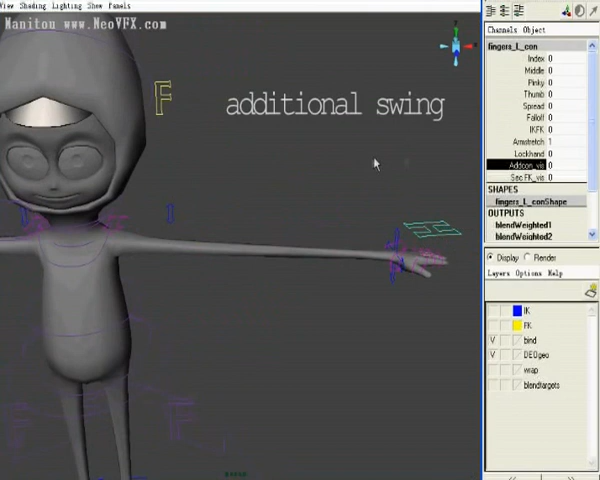 View Shading Lighting Show Panels
Manitou www.NeoVFX.com
additional swing
F
Channels Object
fingers_L_con
Index 0
Middle 0
Pinky 0
Thumb 0
Spread 0
Falloff 0
IKFK 0
Armstretch 1
Lockhand 0
Addcon_vis 0
Sec FK_vis 0
SHAPES
fingers_L_conShape
OUTPUTS
blendWeighted1
blendWeighted2
Display Render
Layers Options Help
IK
FK
V bind
V DEOgeo
wrap
blendtargets